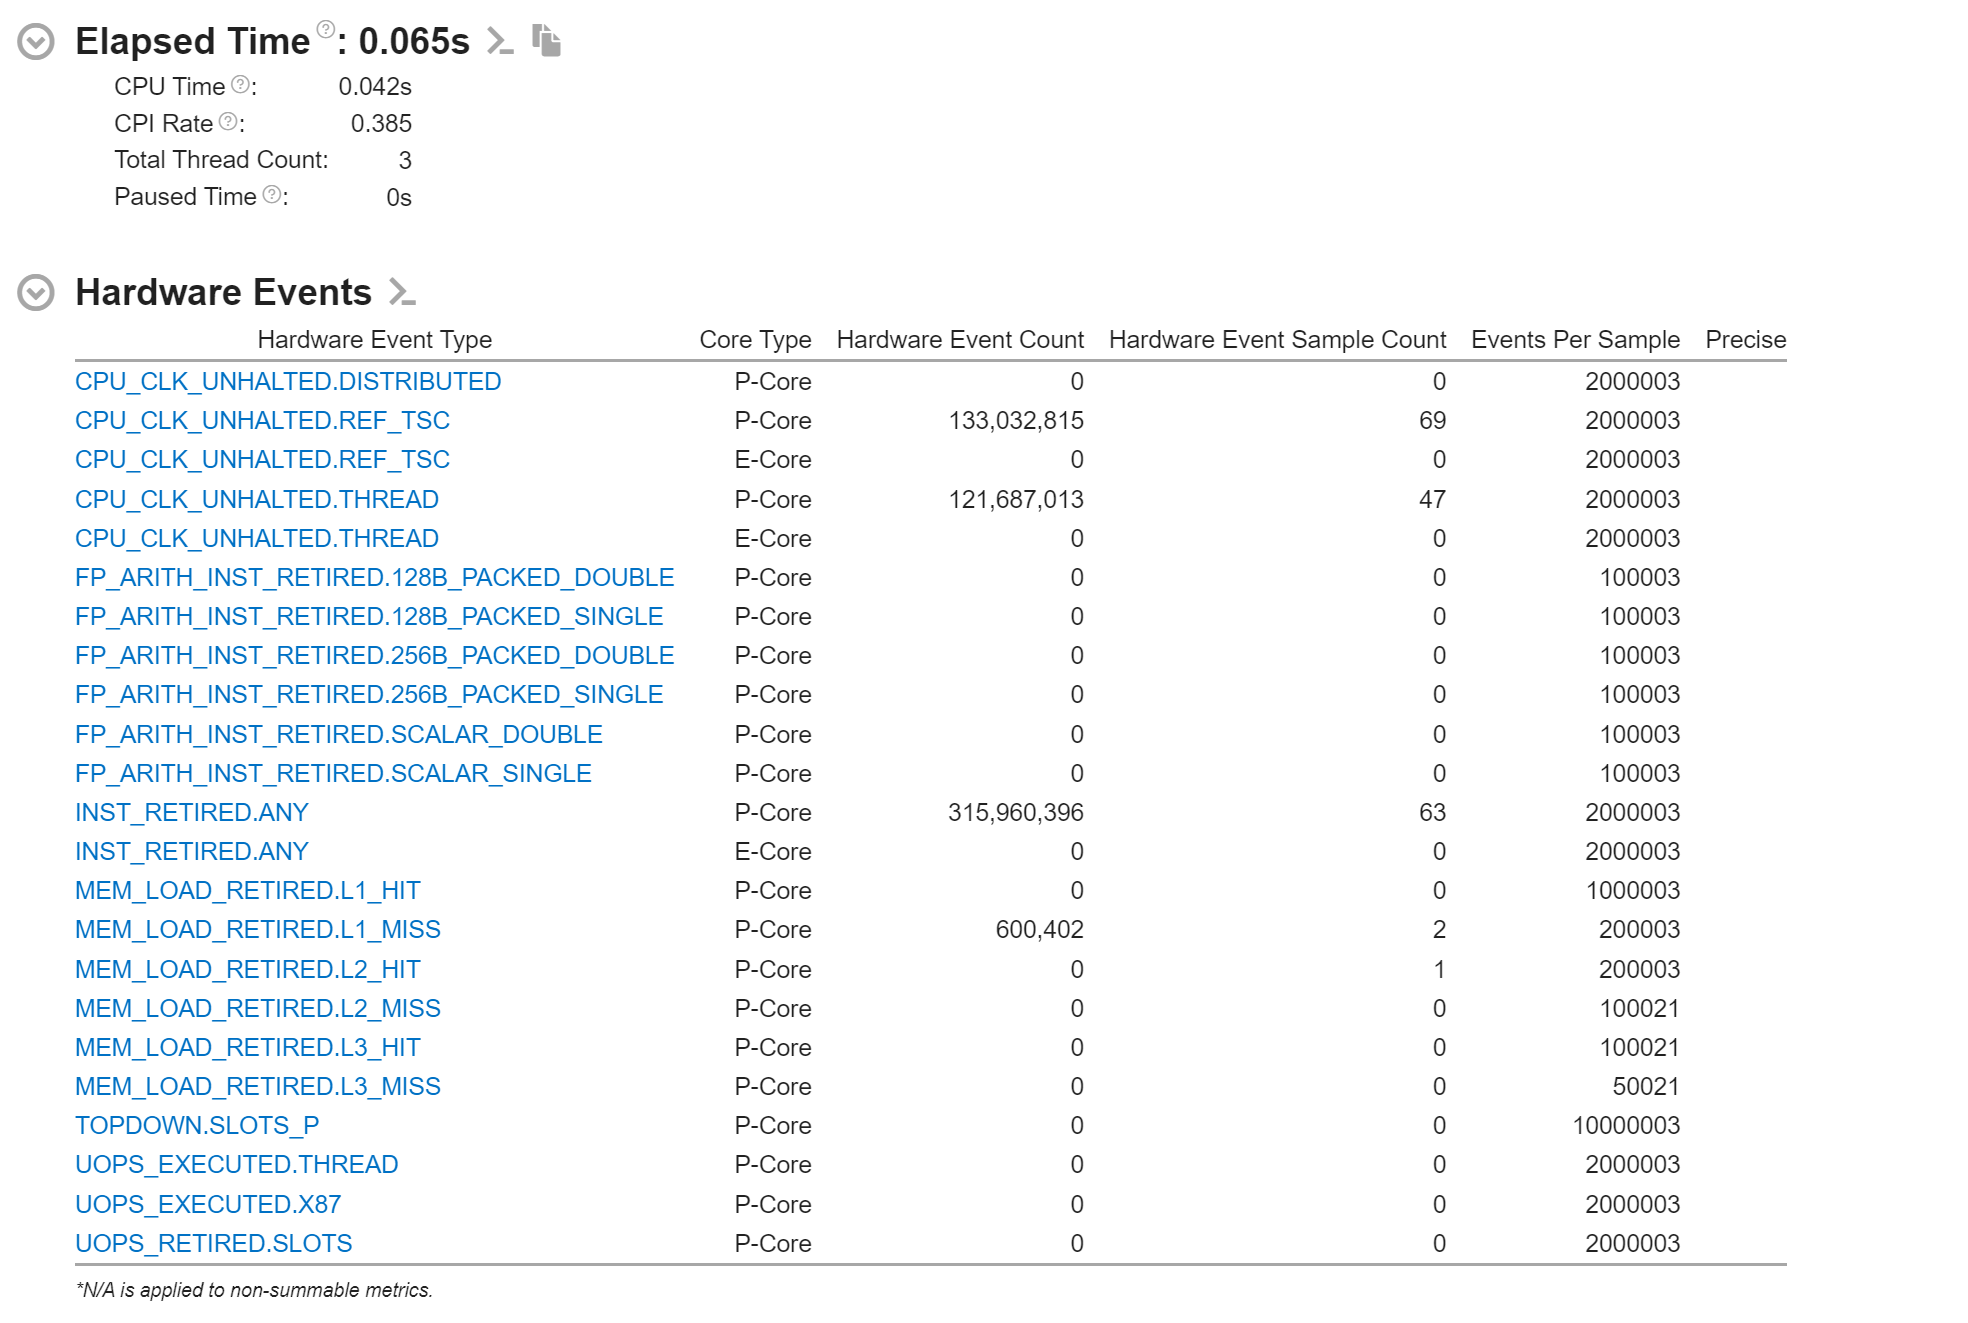 Elapsed Time ?: 0.065s
CPU Time ?: 0.042s
CPI Rate ?: 0.385
Total Thread Count: 3
Paused Time ?: 0s
Hardware Events
Hardware Event Type Core Type Hardware Event Count Hardware Event Sample Count Events Per Sample Precise
CPU_CLK_UNHALTED.DISTRIBUTED P-Core 0 0 2000003
CPU_CLK_UNHALTED.REF_TSC P-Core 133,032,815 69 2000003
CPU_CLK_UNHALTED.REF_TSC E-Core 0 0 2000003
CPU_CLK_UNHALTED.THREAD P-Core 121,687,013 47 2000003
CPU_CLK_UNHALTED.THREAD E-Core 0 0 2000003
FP_ARITH_INST_RETIRED.128B_PACKED_DOUBLE P-Core 0 0 100003
FP_ARITH_INST_RETIRED.128B_PACKED_SINGLE P-Core 0 0 100003
FP_ARITH_INST_RETIRED.256B_PACKED_DOUBLE P-Core 0 0 100003
FP_ARITH_INST_RETIRED.256B_PACKED_SINGLE P-Core 0 0 100003
FP_ARITH_INST_RETIRED.SCALAR_DOUBLE P-Core 0 0 100003
FP_ARITH_INST_RETIRED.SCALAR_SINGLE P-Core 0 0 100003
INST_RETIRED.ANY P-Core 315,960,396 63 2000003
INST_RETIRED.ANY E-Core 0 0 2000003
MEM_LOAD_RETIRED.L1_HIT P-Core 0 0 1000003
MEM_LOAD_RETIRED.L1_MISS P-Core 600,402 2 200003
MEM_LOAD_RETIRED.L2_HIT P-Core 0 1 200003
MEM_LOAD_RETIRED.L2_MISS P-Core 0 0 100021
MEM_LOAD_RETIRED.L3_HIT P-Core 0 0 100021
MEM_LOAD_RETIRED.L3_MISS P-Core 0 0 50021
TOPDOWN.SLOTS_P P-Core 0 0 10000003
UOPS_EXECUTED.THREAD P-Core 0 0 2000003
UOPS_EXECUTED.X87 P-Core 0 0 2000003
UOPS_RETIRED.SLOTS P-Core 0 0 2000003
*N/A is applied to non-summable metrics.